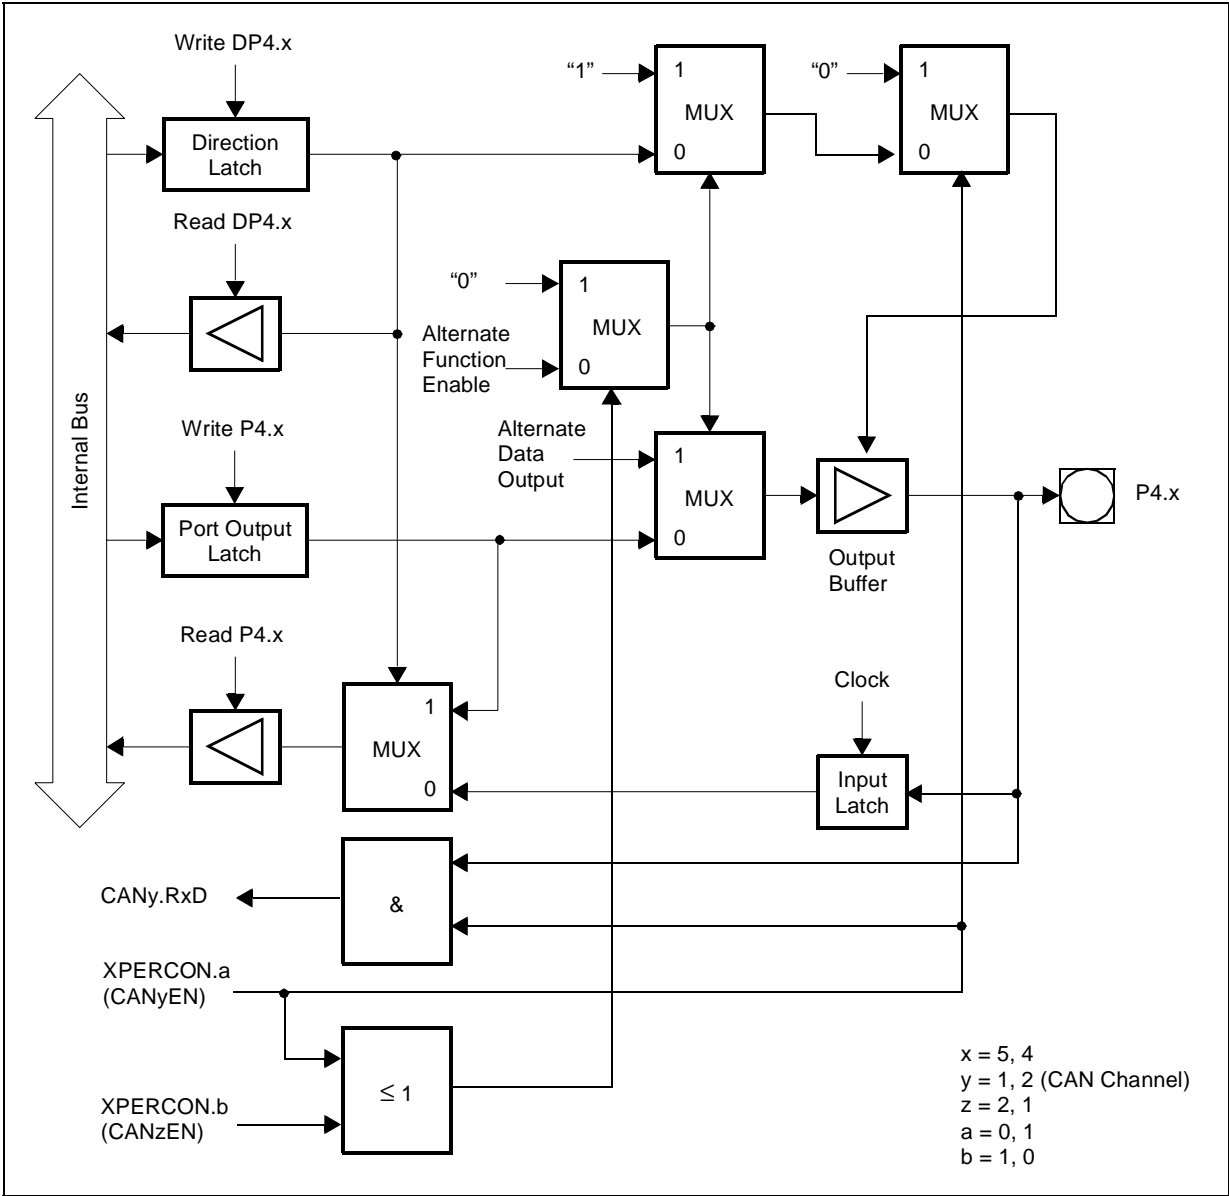 Write DP4.x
"1"
1
MUX
0
"0"
1
MUX
0
Direction
Latch
Read DP4.x
"0"
1
MUX
0
Alternate
Function
Enable
Internal Bus
Write P4.x
Alternate
Data
Output
1
MUX
0
P4.x
Port Output
Latch
Output
Buffer
Read P4.x
Clock
1
MUX
0
Input
Latch
CANy.RxD
&
XPERCON.a
(CANyEN)
≤ 1
XPERCON.b
(CANzEN)
x = 5, 4
y = 1, 2 (CAN Channel)
z = 2, 1
a = 0, 1
b = 1, 0